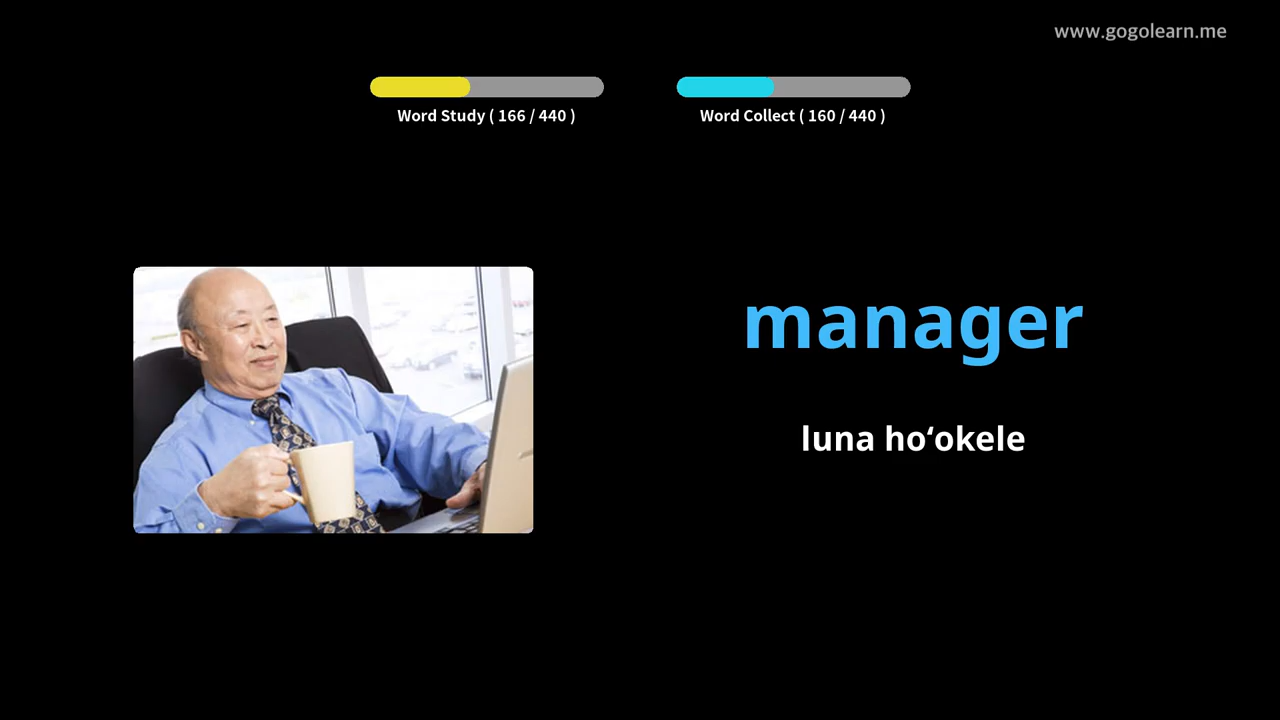 www.gogolearn.me
Word Study ( 166 / 440 )
Word Collect ( 160 / 440 )
manager
luna hoʻokele